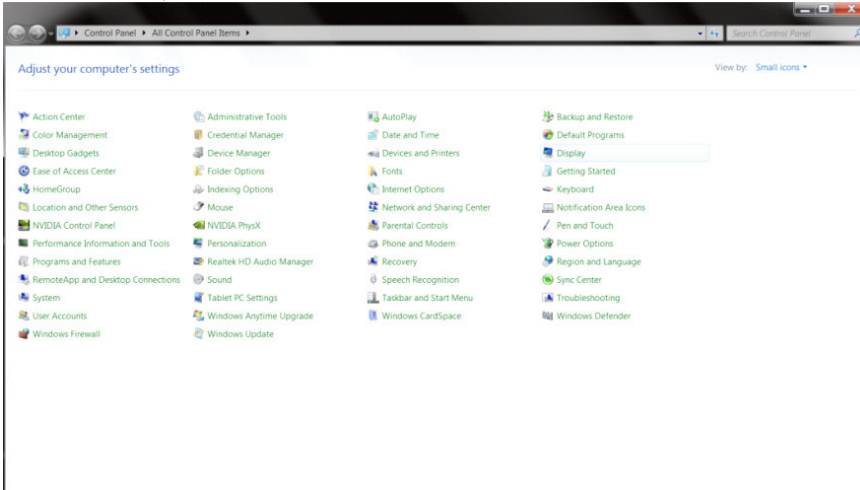 Control Panel ▸ All Control Panel Items ▸ Search Control Panel
Adjust your computer's settings View by: Small icons
Action Center Administrative Tools AutoPlay Backup and Restore
Color Management Credential Manager Date and Time Default Programs
Desktop Gadgets Device Manager Devices and Printers Display
Ease of Access Center Folder Options Fonts Getting Started
HomeGroup Indexing Options Internet Options Keyboard
Location and Other Sensors Mouse Network and Sharing Center Notification Area Icons
NVIDIA Control Panel NVIDIA PhysX Parental Controls Pen and Touch
Performance Information and Tools Personalization Phone and Modem Power Options
Programs and Features Realtek HD Audio Manager Recovery Region and Language
RemoteApp and Desktop Connections Sound Speech Recognition Sync Center
System Tablet PC Settings Taskbar and Start Menu Troubleshooting
User Accounts Windows Anytime Upgrade Windows CardSpace Windows Defender
Windows Firewall Windows Update